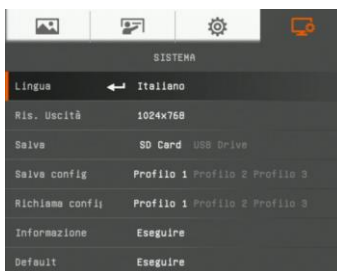 SISTEMA
Lingua Italiano
Ris. Uscità 1024x768
Salva SD Card USB Drive
Salva config Profilo 1 Profilo 2 Profilo 3
Richiama config Profilo 1 Profilo 2 Profilo 3
Informazione Eseguire
Default Eseguire